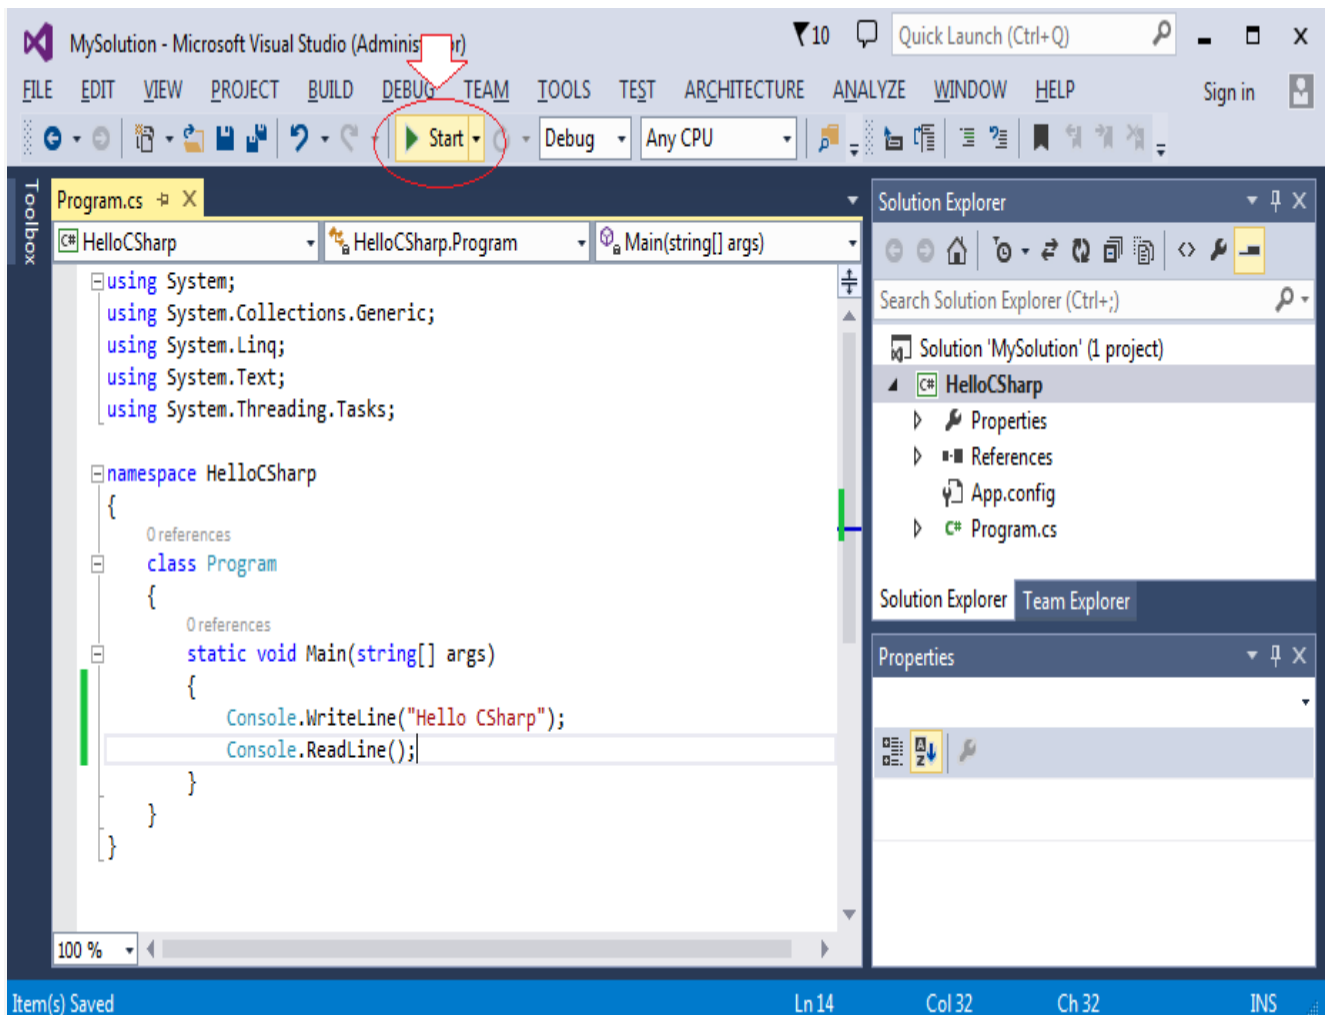 MySolution - Microsoft Visual Studio (Adminis or)
10
Quick Launch (Ctrl+Q)
FILE EDIT VIEW PROJECT BUILD DEBUG TEAM TOOLS TEST ARCHITECTURE ANALYZE WINDOW HELP Sign in
Start Debug Any CPU
Toolbox
Program.cs
HelloCSharp HelloCSharp.Program Main(string[] args)
using System;
using System.Collections.Generic;
using System.Linq;
using System.Text;
using System.Threading.Tasks;
namespace HelloCSharp
{
0 references
class Program
{
0 references
static void Main(string[] args)
{
Console.WriteLine("Hello CSharp");
Console.ReadLine();
}
}
}
100 %
Solution Explorer
Search Solution Explorer (Ctrl+;)
Solution 'MySolution' (1 project)
C# HelloCSharp
Properties
References
App.config
C# Program.cs
Solution Explorer Team Explorer
Properties
Item(s) Saved Ln 14 Col 32 Ch 32 INS